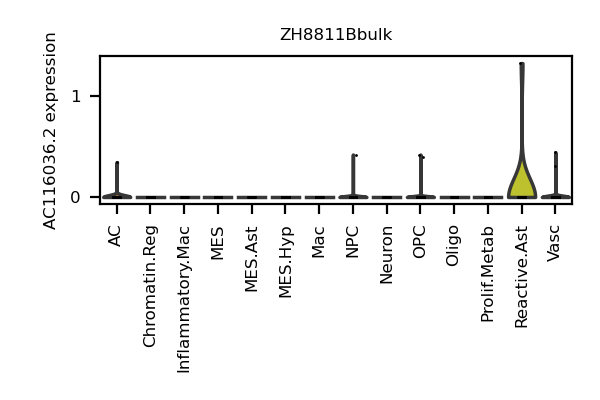 ZH8811Bbulk
AC116036.2 expression
1
0
AC
Chromatin.Reg
Inflammatory.Mac
MES
MES.Ast
MES.Hyp
Mac
NPC
Neuron
OPC
Oligo
Prolif.Metab
Reactive.Ast
Vasc